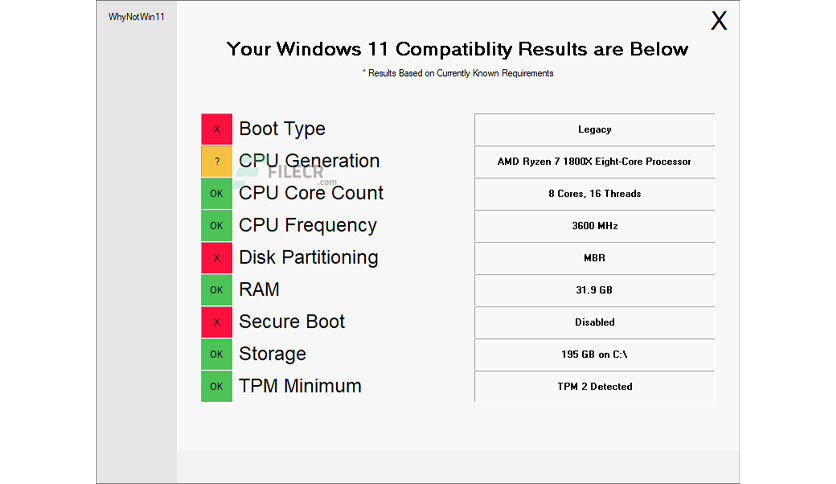 WhyNotWin11
X
Your Windows 11 Compatiblity Results are Below
* Results Based on Currently Known Requirements
X Boot Type Legacy
? CPU Generation AMD Ryzen 7 1800X Eight-Core Processor
FILECR
.com
OK CPU Core Count 8 Cores, 16 Threads
OK CPU Frequency 3600 MHz
X Disk Partitioning MBR
OK RAM 31.9 GB
X Secure Boot Disabled
OK Storage 195 GB on C:\
OK TPM Minimum TPM 2 Detected